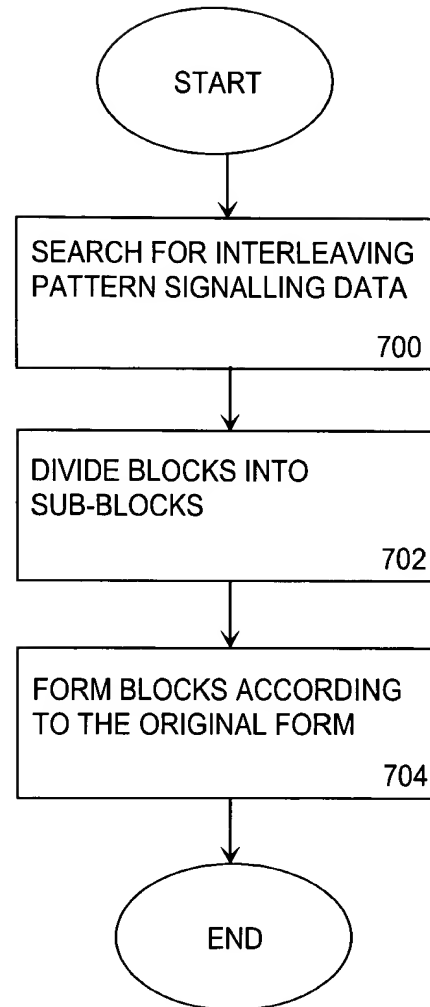 START
SEARCH FOR INTERLEAVING
PATTERN SIGNALLING DATA
700
DIVIDE BLOCKS INTO
SUB-BLOCKS
702
FORM BLOCKS ACCORDING
TO THE ORIGINAL FORM
704
END